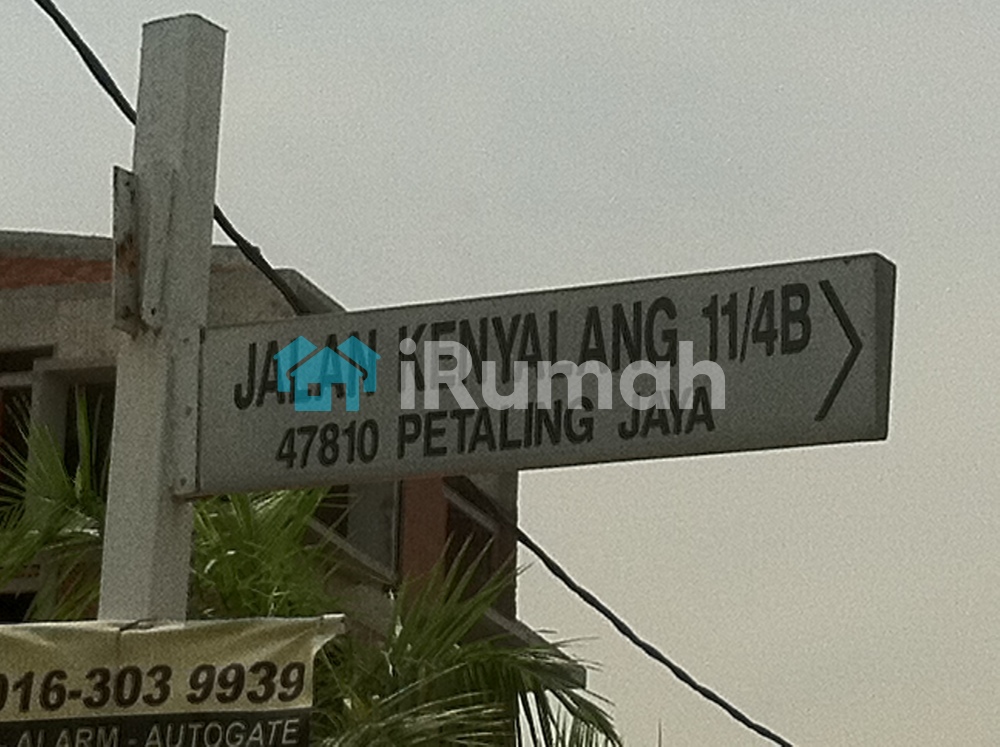 JALAN KENYALANG 11/4B
47810 PETALING JAYA
iRumah
016-303 9939
ALARM - AUTOGATE